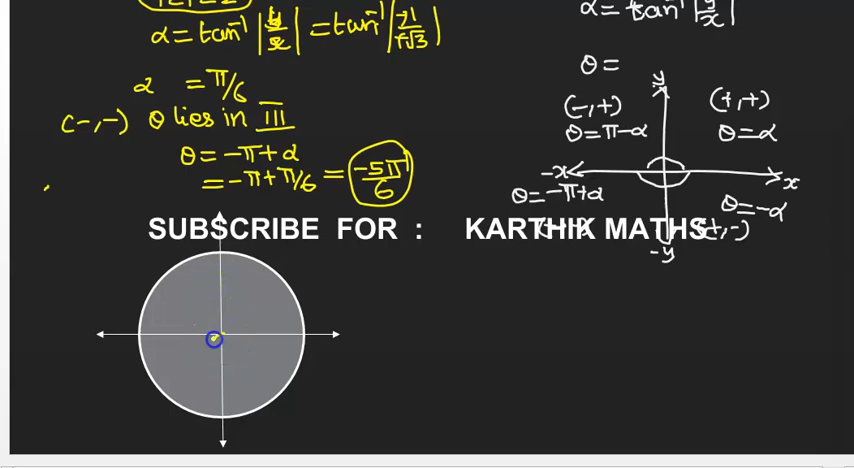 α = tan⁻¹|y/x| = tan⁻¹|+1/+√3|
α = π/6
(-,-) θ lies in III
θ = -π+α
= -π+π/6 = -5π/6
α = tan⁻¹|y/x|
θ =
y
(-,+) (+,+)
θ=π-α θ=α
-x x
θ=-π+α θ=-α
(+,-)
-y
SUBSCRIBE FOR : KARTHIK MATHS